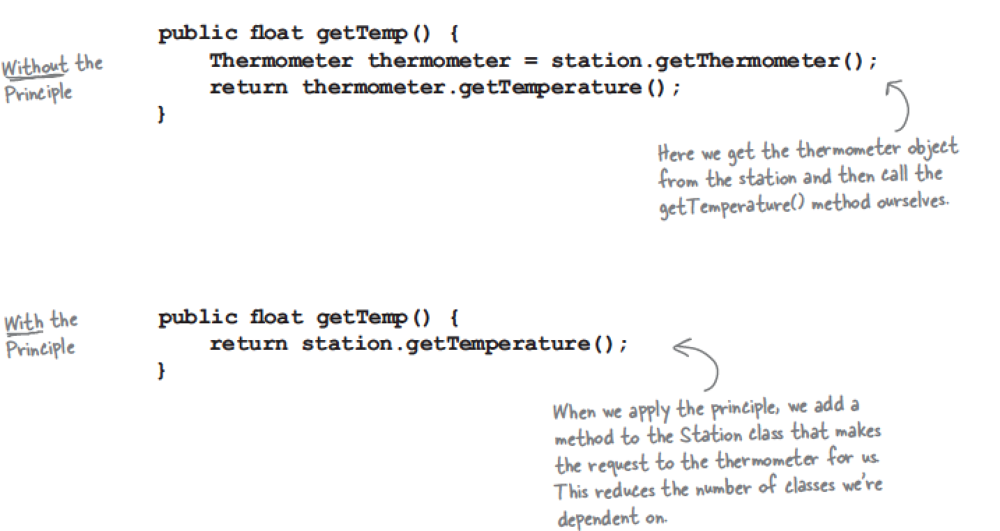 public float getTemp() {
Without the
Principle
Thermometer thermometer = station.getThermometer();
return thermometer.getTemperature();
}
Here we get the thermometer object
from the station and then call the
getTemperature() method ourselves.
With the
Principle
public float getTemp() {
return station.getTemperature();
}
When we apply the principle, we add a
method to the Station class that makes
the request to the thermometer for us.
This reduces the number of classes we're
dependent on.